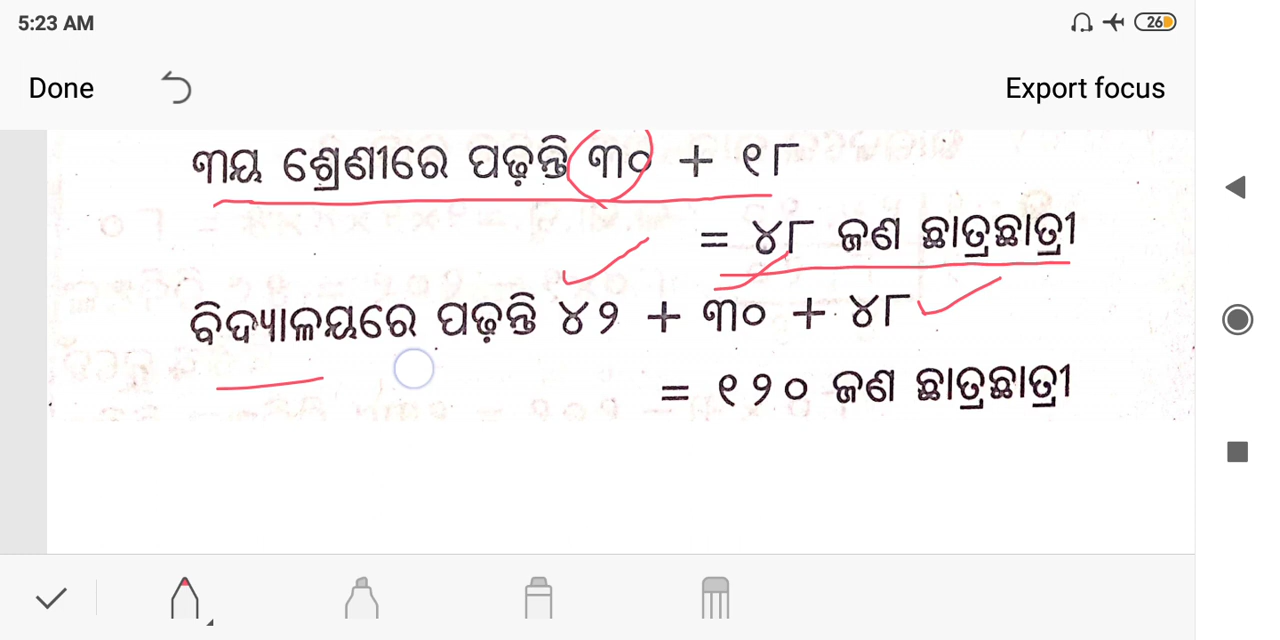 5:23 AM
26
Done
Export focus
୩ୟ ଶ୍ରେଣୀରେ ପଢ଼ନ୍ତି ୩୦ + ୧୮
= ୪୮ ଜଣ ଛାତ୍ରଛାତ୍ରୀ
ବିଦ୍ୟାଳୟରେ ପଢ଼ନ୍ତି ୪୨ + ୩୦ + ୪୮
= ୧୨୦ ଜଣ ଛାତ୍ରଛାତ୍ରୀ